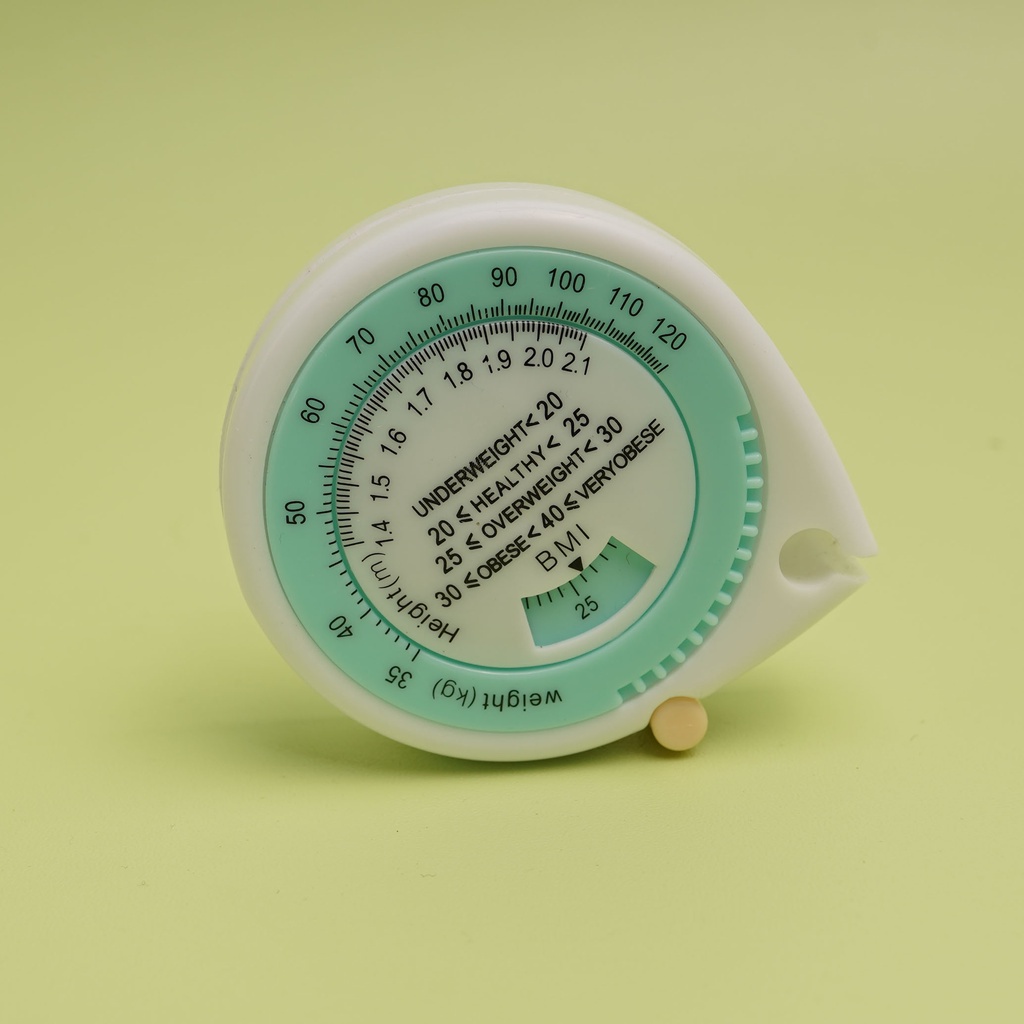 35 40 50 60 70 80 90 100 110 120
weight(kg)
1.4 1.5 1.6 1.7 1.8 1.9 2.0 2.1
Height(m)
UNDERWEIGHT< 20
20 ≤ HEALTHY < 25
25 ≤ OVERWEIGHT < 30
30 ≤ OBESE < 40 ≤ VERYOBESE
BMI
25